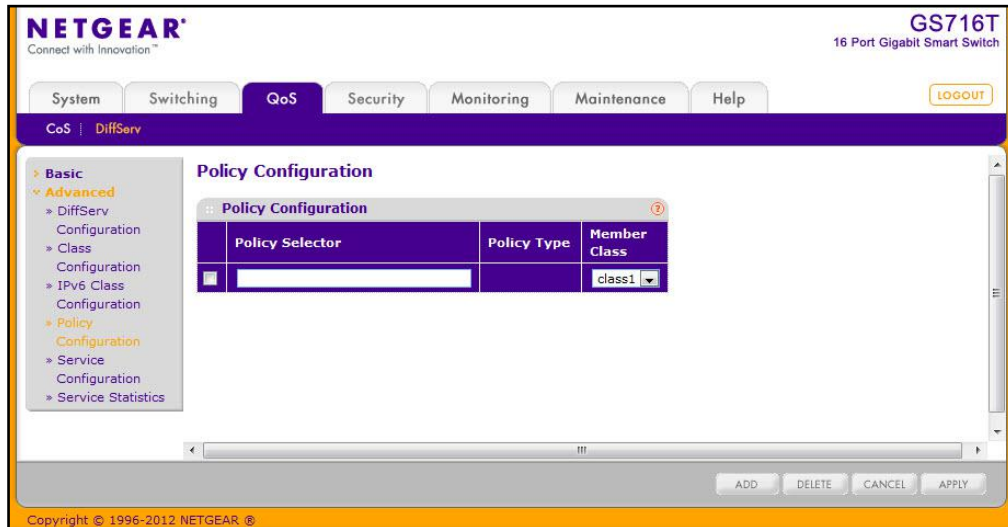 NETGEAR®
Connect with Innovation™
GS716T
16 Port Gigabit Smart Switch
System
Switching
QoS
Security
Monitoring
Maintenance
Help
LOGOUT
CoS | DiffServ
Basic
Advanced
» DiffServ
Configuration
» Class
Configuration
» IPv6 Class
Configuration
» Policy
Configuration
» Service
Configuration
» Service Statistics
Policy Configuration
Policy Configuration
?
Policy Selector
Policy Type
Member
Class
class1
ADD
DELETE
CANCEL
APPLY
Copyright © 1996-2012 NETGEAR ®